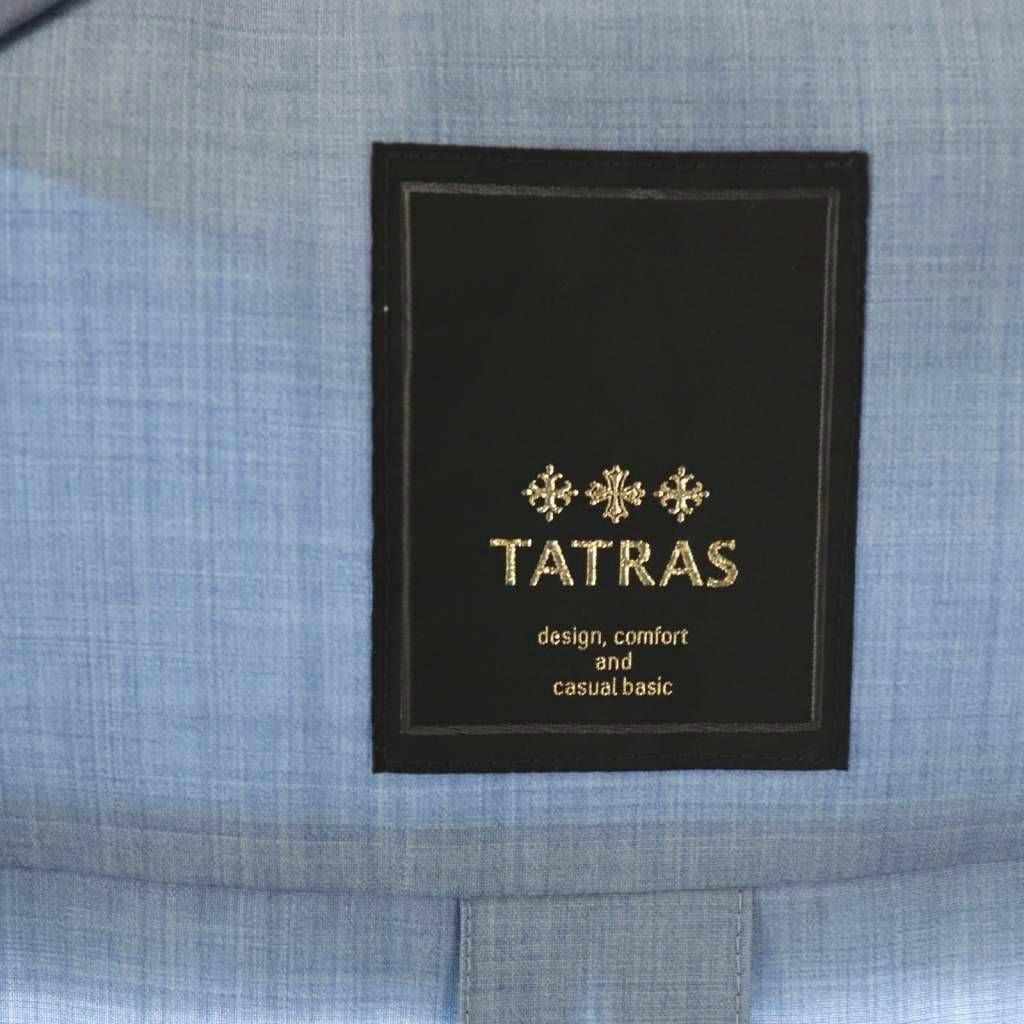 TATRAS
design, comfort
and
casual basic